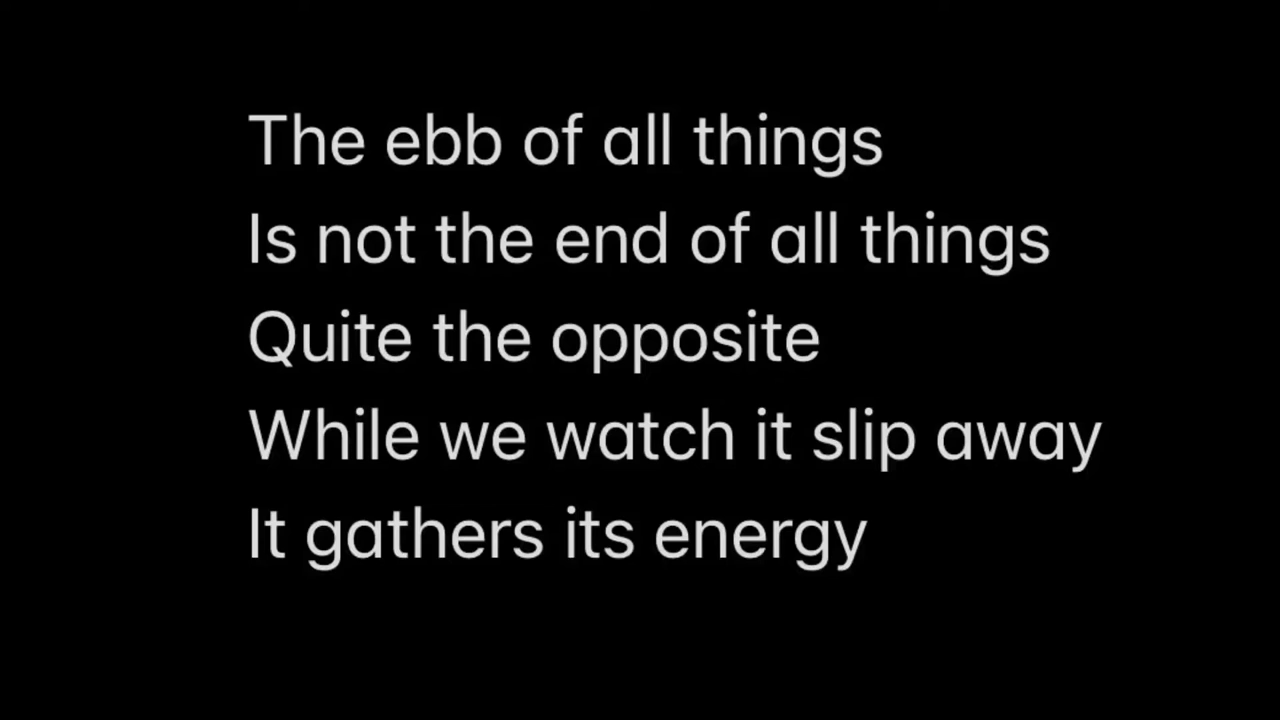 The ebb of all things
Is not the end of all things
Quite the opposite
While we watch it slip away
It gathers its energy